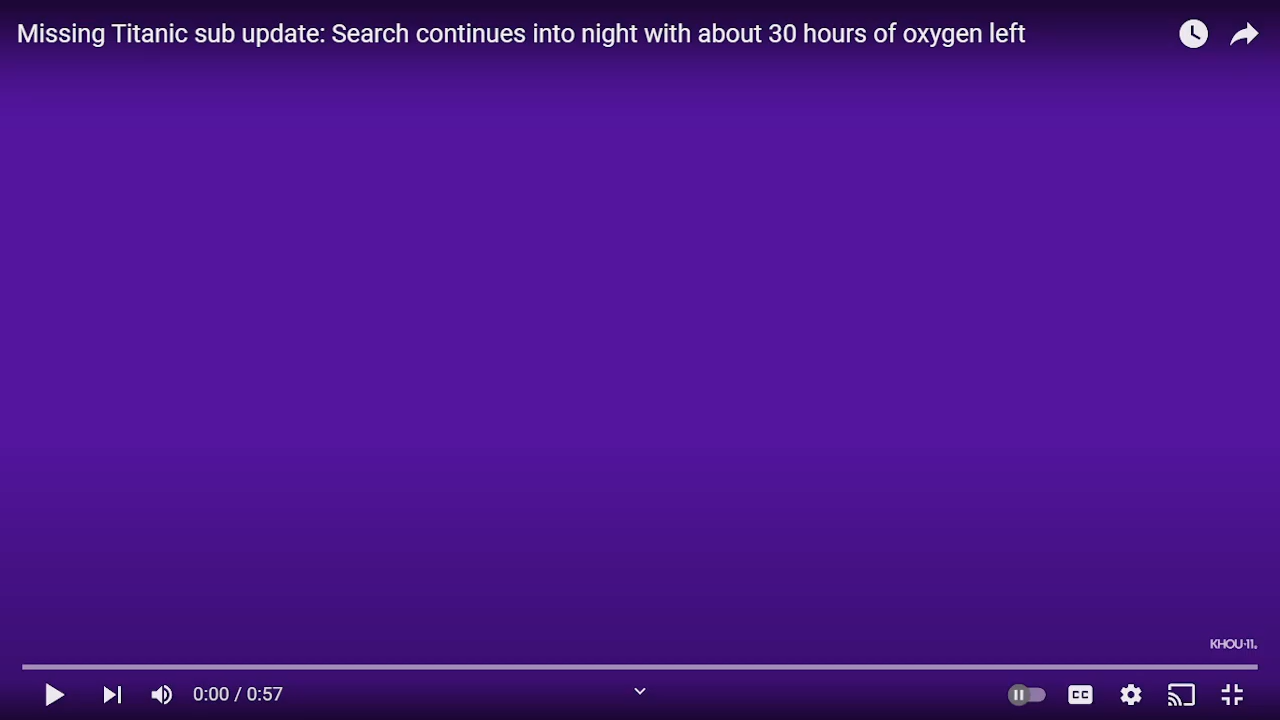 Missing Titanic sub update: Search continues into night with about 30 hours of oxygen left
KHOU·11.
0:00 / 0:57
CC